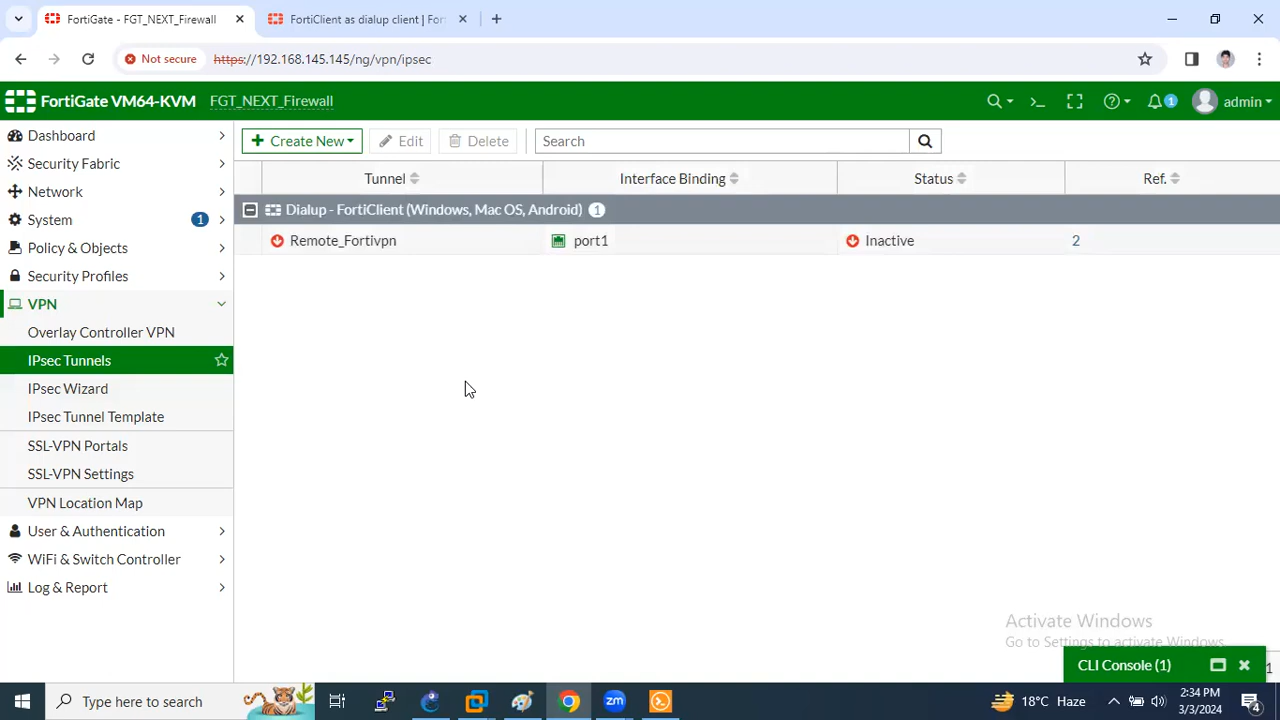 FortiGate - FGT_NEXT_Firewall
FortiClient as dialup client | For
Not secure
https://192.168.145.145/ng/vpn/ipsec
FortiGate VM64-KVM
FGT_NEXT_Firewall
1
admin
Dashboard
Security Fabric
Network
System
1
Policy & Objects
Security Profiles
VPN
Overlay Controller VPN
IPsec Tunnels
IPsec Wizard
IPsec Tunnel Template
SSL-VPN Portals
SSL-VPN Settings
VPN Location Map
User & Authentication
WiFi & Switch Controller
Log & Report
Create New
Edit
Delete
Search
Tunnel
Interface Binding
Status
Ref.
Dialup - FortiClient (Windows, Mac OS, Android) 1
Remote_Fortivpn
port1
Inactive
2
Activate Windows
Go to Settings to activate Windows.
CLI Console (1)
1
Type here to search
zm
18°C Haze
2:34 PM
3/3/2024
4